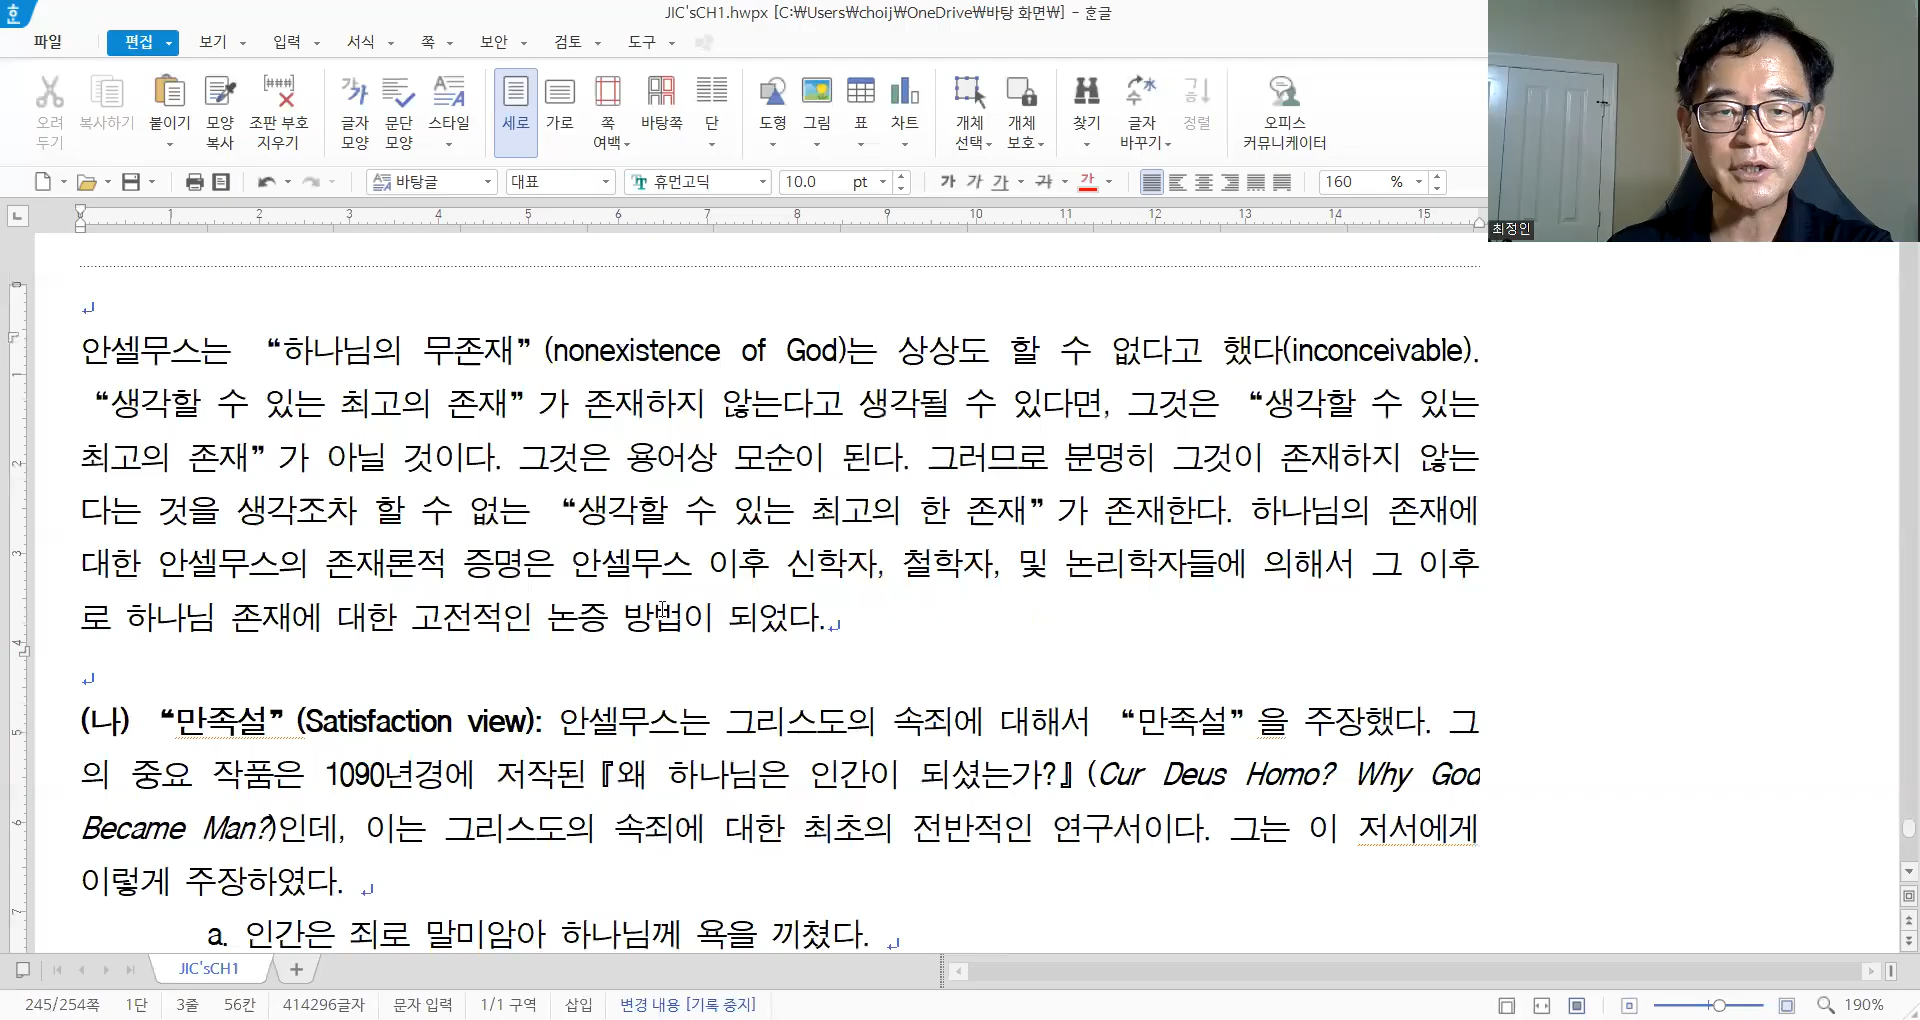 JIC'sCH1.hwpx [C:₩Users₩choij₩OneDrive₩바탕 화면₩] - 훈글
파일 편집 보기 입력 서식 쪽 보안 검토 도구
오려 두기
복사하기
붙이기
모양 복사
조판 부호 지우기
글자 모양
문단 모양
스타일
세로
가로
쪽 여백
바탕쪽
단
도형
그림
표
차트
개체 선택
개체 보호
찾기
글자 바꾸기
정렬
오피스 커뮤니케이터
바탕글 대표 휴먼고딕 10.0 pt 가 가 가 가 가 160 %
1 2 3 4 5 6 7 8 9 10 11 12 13 14 15
최정인
안셀무스는 “하나님의 무존재”(nonexistence of God)는 상상도 할 수 없다고 했다(inconceivable).
“생각할 수 있는 최고의 존재”가 존재하지 않는다고 생각될 수 있다면, 그것은 “생각할 수 있는
최고의 존재”가 아닐 것이다. 그것은 용어상 모순이 된다. 그러므로 분명히 그것이 존재하지 않는
다는 것을 생각조차 할 수 없는 “생각할 수 있는 최고의 한 존재”가 존재한다. 하나님의 존재에
대한 안셀무스의 존재론적 증명은 안셀무스 이후 신학자, 철학자, 및 논리학자들에 의해서 그 이후
로 하나님 존재에 대한 고전적인 논증 방법이 되었다.
(나) “만족설”(Satisfaction view): 안셀무스는 그리스도의 속죄에 대해서 “만족설”을 주장했다. 그
의 중요 작품은 1090년경에 저작된『왜 하나님은 인간이 되셨는가?』(Cur Deus Homo? Why God
Became Man?)인데, 이는 그리스도의 속죄에 대한 최초의 전반적인 연구서이다. 그는 이 저서에게
이렇게 주장하였다.
a. 인간은 죄로 말미암아 하나님께 욕을 끼쳤다.
JIC'sCH1
245/254쪽 1단 3줄 56칸 414296글자 문자 입력 1/1 구역 삽입 변경 내용 [기록 중지] 190%